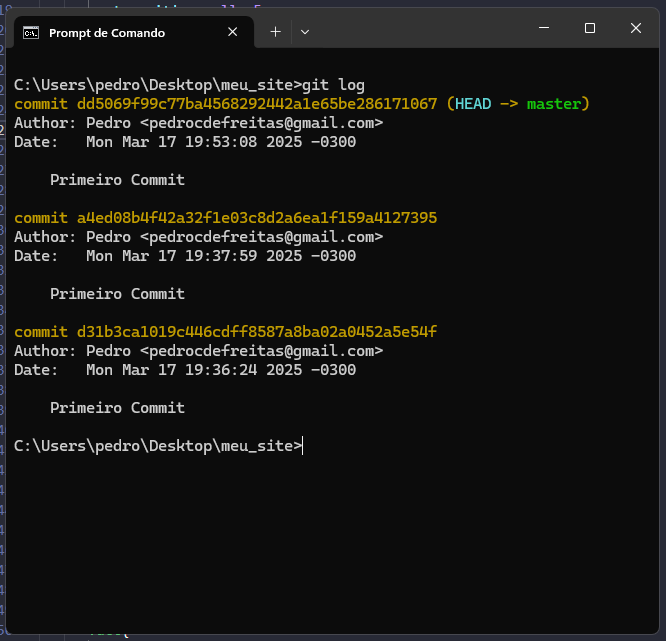 Prompt de Comando
C:\Users\pedro\Desktop\meu_site>git log
commit dd5069f99c77ba4568292442a1e65be286171067 (HEAD -> master)
Author: Pedro <pedrocdefreitas@gmail.com>
Date:   Mon Mar 17 19:53:08 2025 -0300
Primeiro Commit
commit a4ed08b4f42a32f1e03c8d2a6ea1f159a4127395
Author: Pedro <pedrocdefreitas@gmail.com>
Date:   Mon Mar 17 19:37:59 2025 -0300
Primeiro Commit
commit d31b3ca1019c446cdff8587a8ba02a0452a5e54f
Author: Pedro <pedrocdefreitas@gmail.com>
Date:   Mon Mar 17 19:36:24 2025 -0300
Primeiro Commit
C:\Users\pedro\Desktop\meu_site>